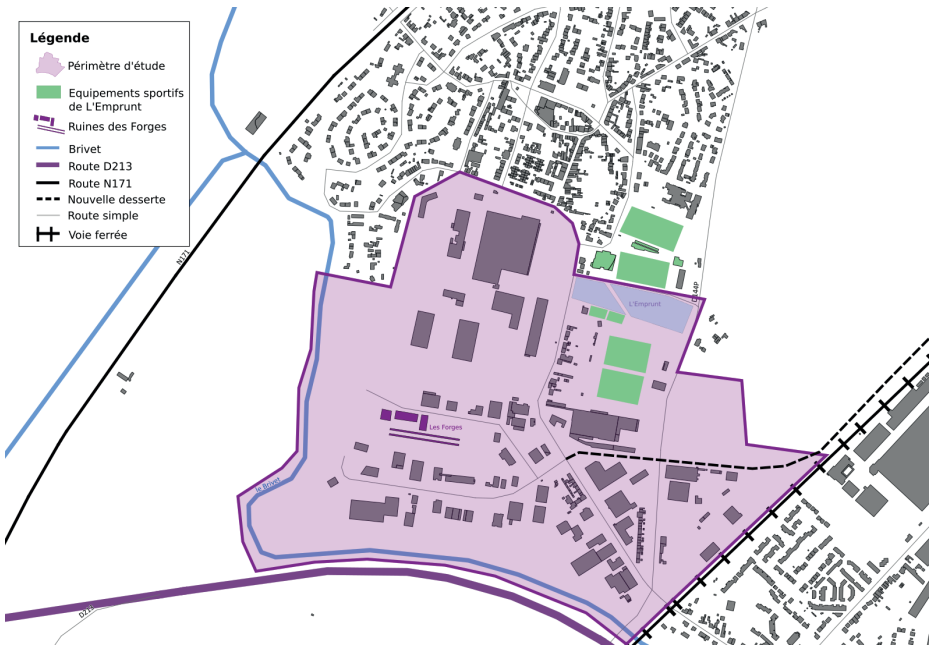 Légende
Périmètre d'étude
Equipements sportifs
de L'Emprunt
Ruines des Forges
Brivet
Route D213
Route N171
Nouvelle desserte
Route simple
Voie ferrée
N171
L'Emprunt
Les Forges
le Brivet